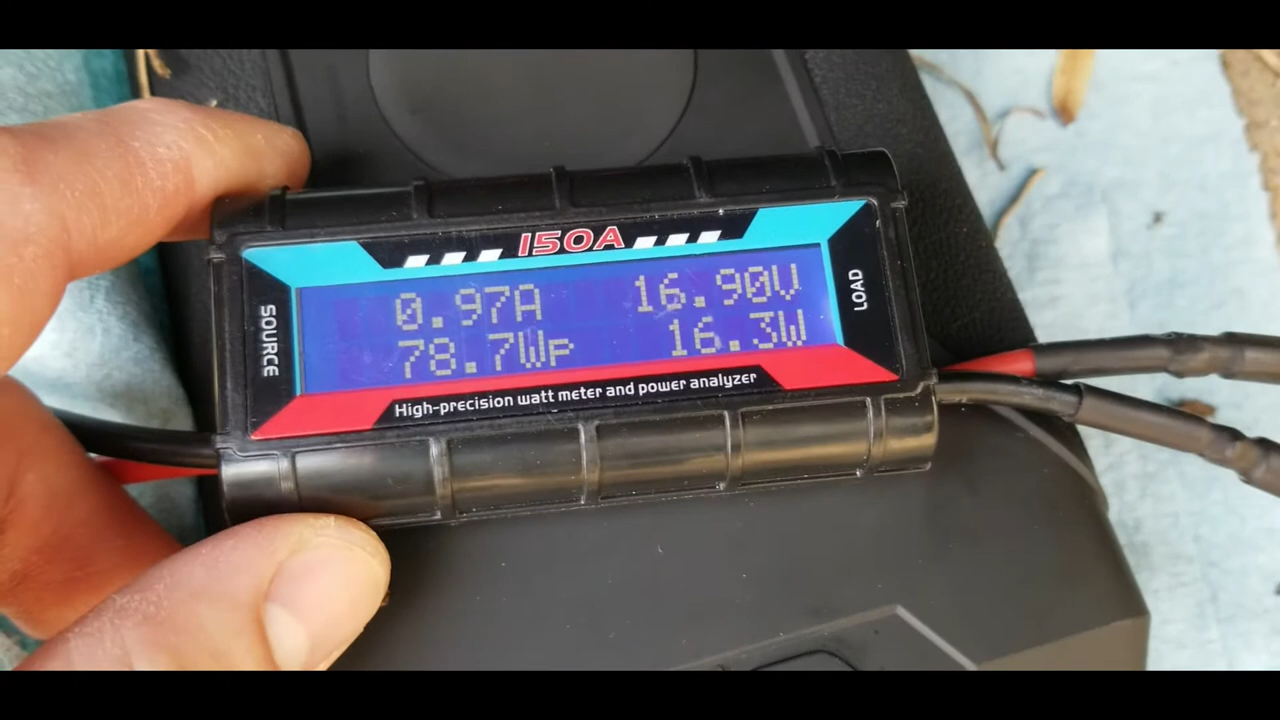 150A
SOURCE
0.97A 16.90V
78.7Wp 16.3W
LOAD
High-precision watt meter and power analyzer